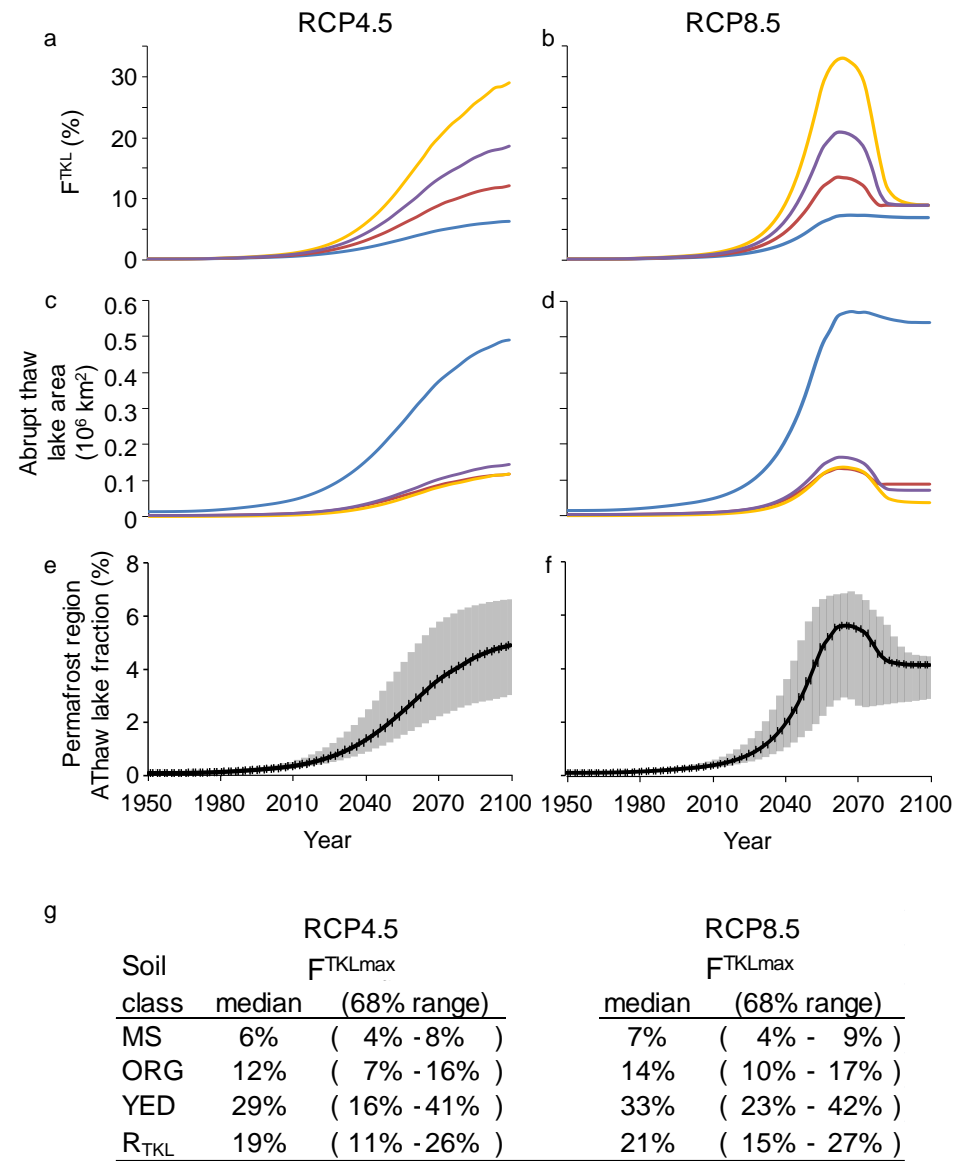 RCP4.5
RCP8.5
a
b
F^TKL (%)
30
20
10
0
c
d
Abrupt thaw
lake area
(10⁶ km²)
0.6
0.5
0.4
0.3
0.2
0.1
0
e
f
Permafrost region
AThaw lake fraction (%)
8
6
4
2
0
1950 1980 2010 2040 2070 2100
1950 1980 2010 2040 2070 2100
Year
Year
g
RCP4.5 RCP8.5
Soil F^TKLmax F^TKLmax
class median (68% range) median (68% range)
MS 6% ( 4% -8% ) 7% ( 4% - 9% )
ORG 12% ( 7% -16% ) 14% ( 10% - 17% )
YED 29% ( 16% -41% ) 33% ( 23% - 42% )
R_TKL 19% ( 11% -26% ) 21% ( 15% - 27% )